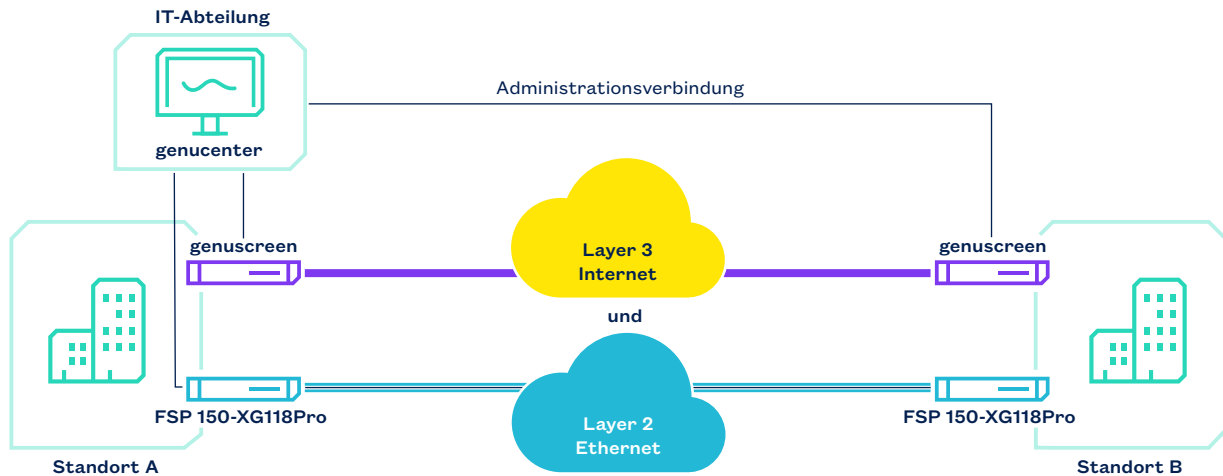 IT-Abteilung
Administrationsverbindung
genucenter
genuscreen
genuscreen
Layer 3
Internet
und
FSP 150-XG118Pro
FSP 150-XG118Pro
Layer 2
Ethernet
Standort A
Standort B